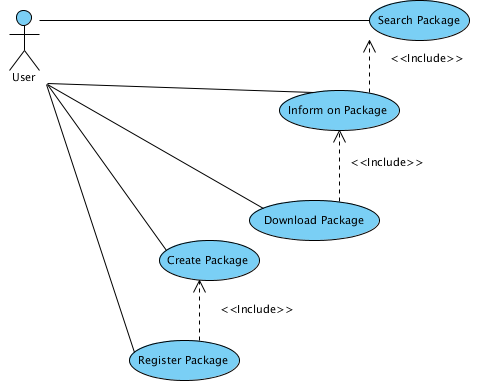 Search Package
<<Include>>
User
Inform on Package
<<Include>>
Download Package
Create Package
<<Include>>
Register Package